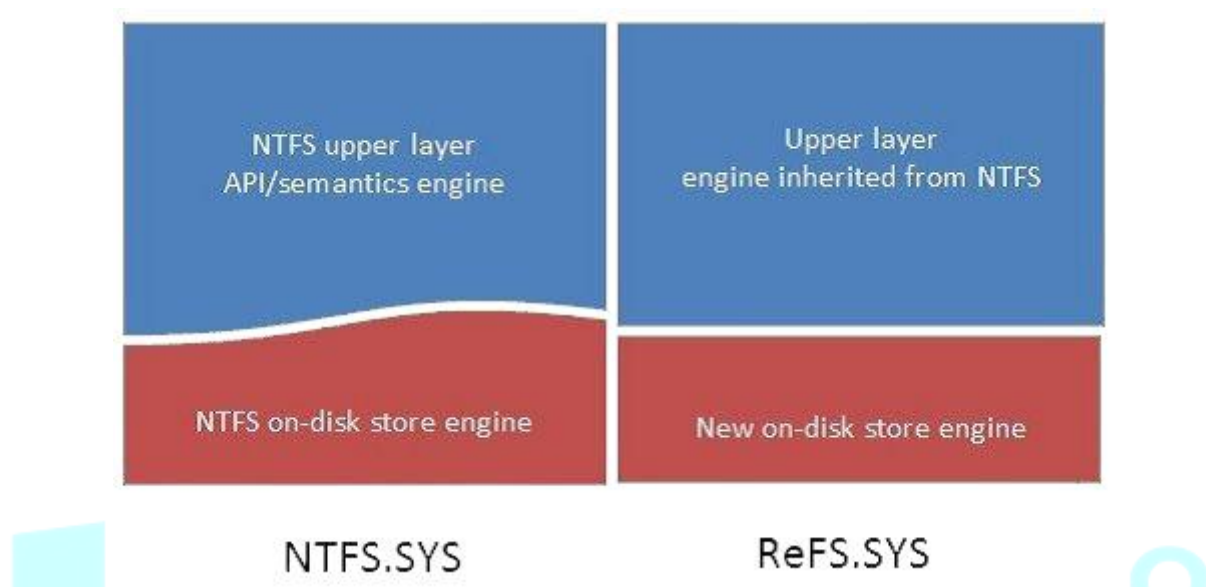 NTFS upper layer
API/semantics engine
Upper layer
engine inherited from NTFS
NTFS on-disk store engine
New on-disk store engine
NTFS.SYS
ReFS.SYS